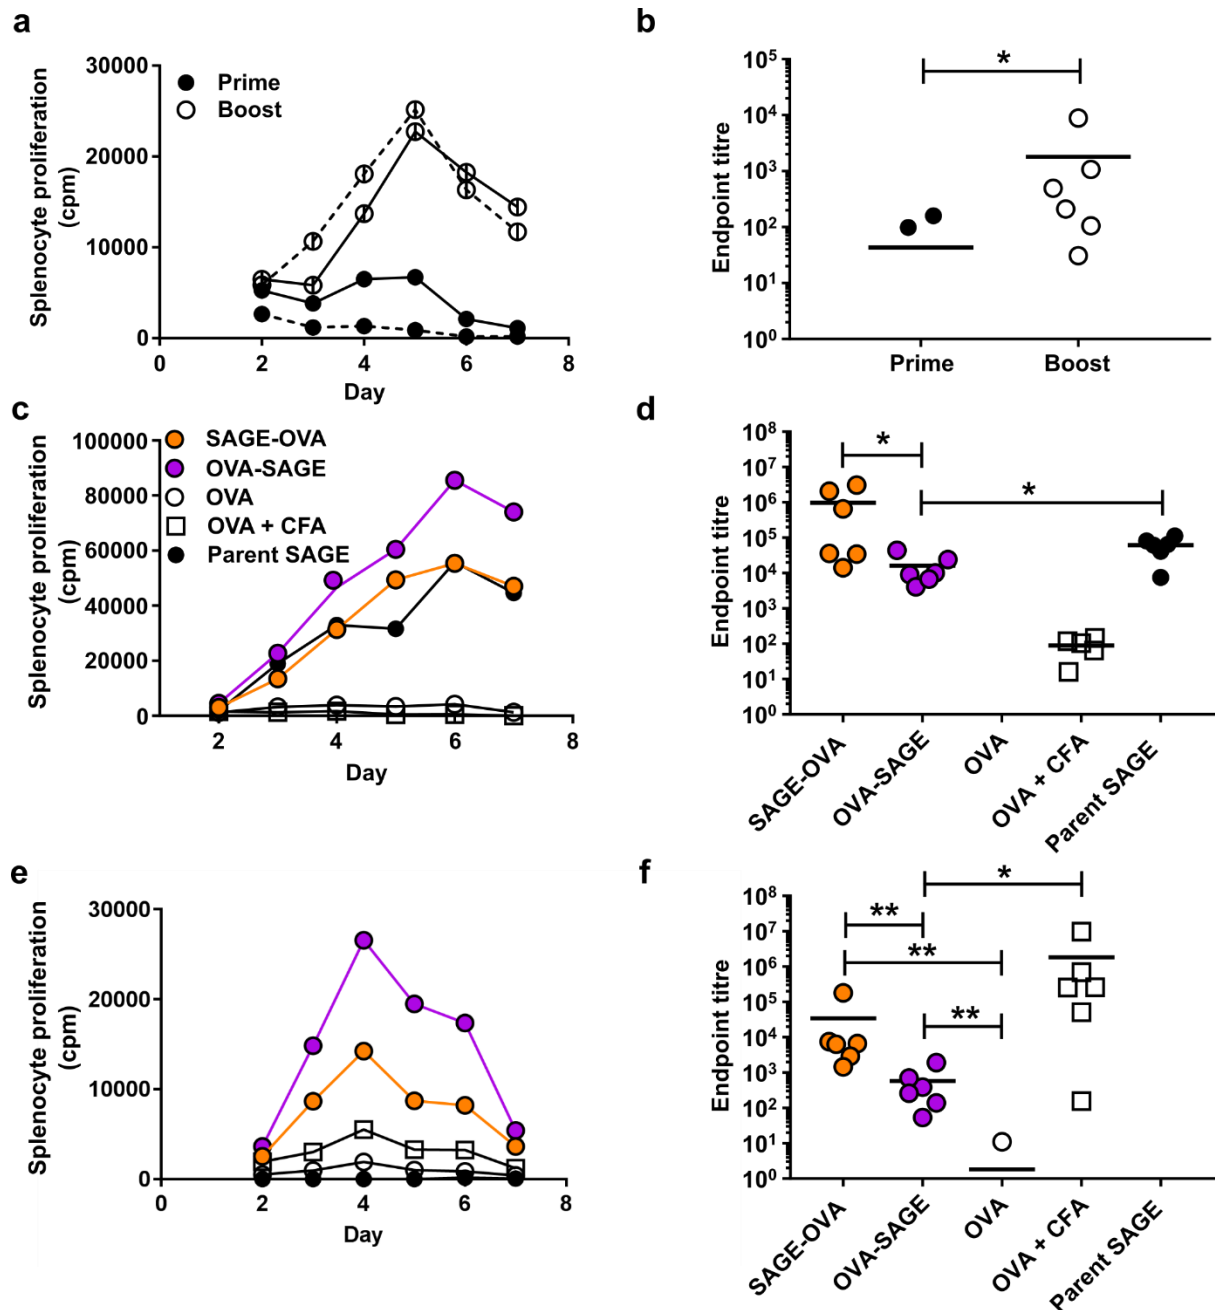 a
Splenocyte proliferation
(cpm)
30000
20000
10000
0
0 2 4 6 8
Day
Prime
Boost
b
Endpoint titre
10^5
10^4
10^3
10^2
10^1
10^0
*
Prime Boost
c
Splenocyte proliferation
(cpm)
100000
80000
60000
40000
20000
0
2 4 6 8
Day
SAGE-OVA
OVA-SAGE
OVA
OVA + CFA
Parent SAGE
d
Endpoint titre
10^8
10^7
10^6
10^5
10^4
10^3
10^2
10^1
10^0
*
*
SAGE-OVA
OVA-SAGE
OVA
OVA + CFA
Parent SAGE
e
Splenocyte proliferation
(cpm)
30000
20000
10000
0
0 2 4 6 8
Day
f
Endpoint titre
10^8
10^7
10^6
10^5
10^4
10^3
10^2
10^1
10^0
*
**
**
**
SAGE-OVA
OVA-SAGE
OVA
OVA + CFA
Parent SAGE